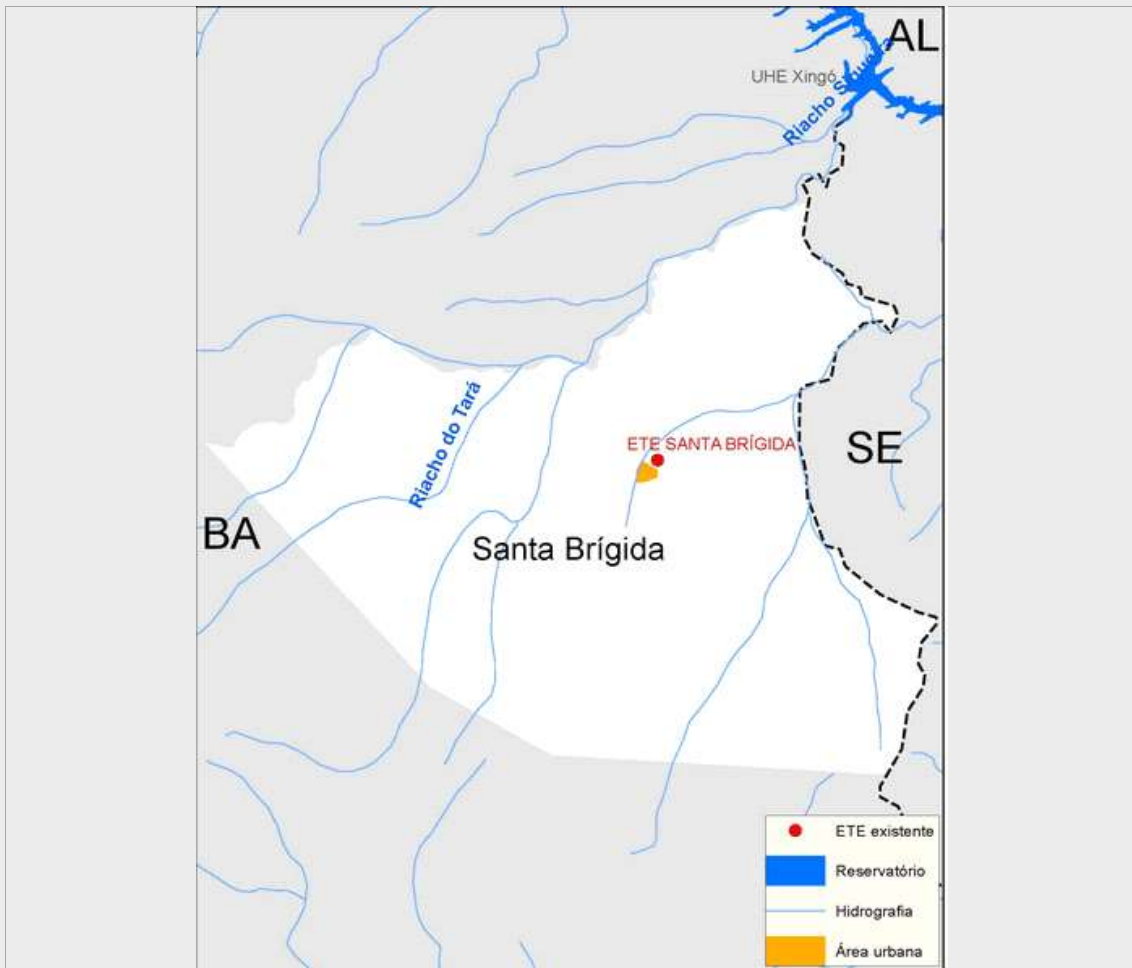 AL
UHE Xingó
Riacho
Riacho do Tará
ETE SANTA BRÍGIDA
SE
BA
Santa Brígida
ETE existente
Reservatório
Hidrografia
Área urbana